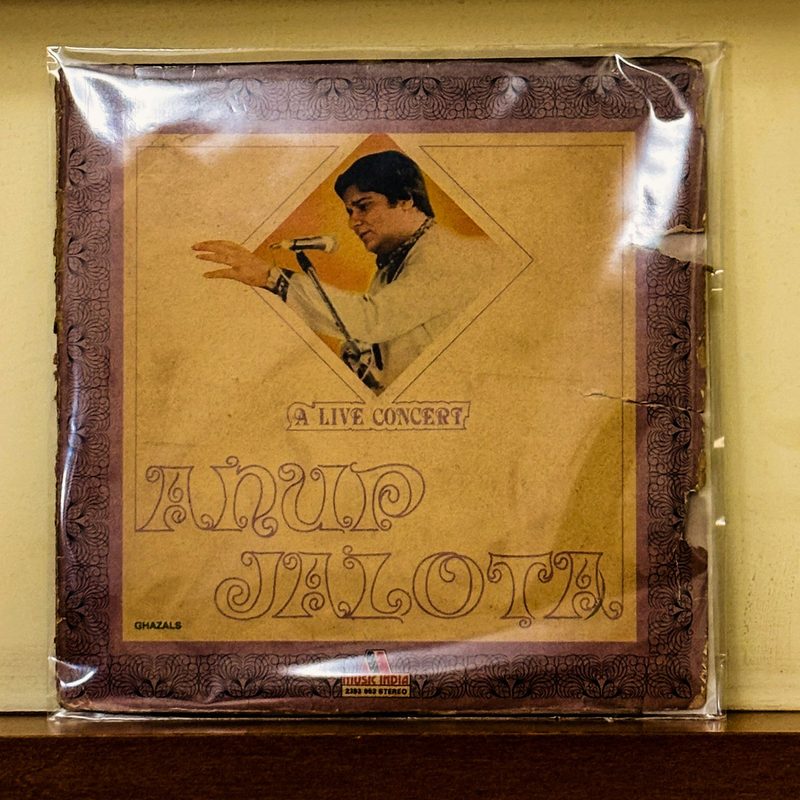 A LIVE CONCERT
ANUP
JALOTA
GHAZALS
MUSIC INDIA
2393 962 STEREO